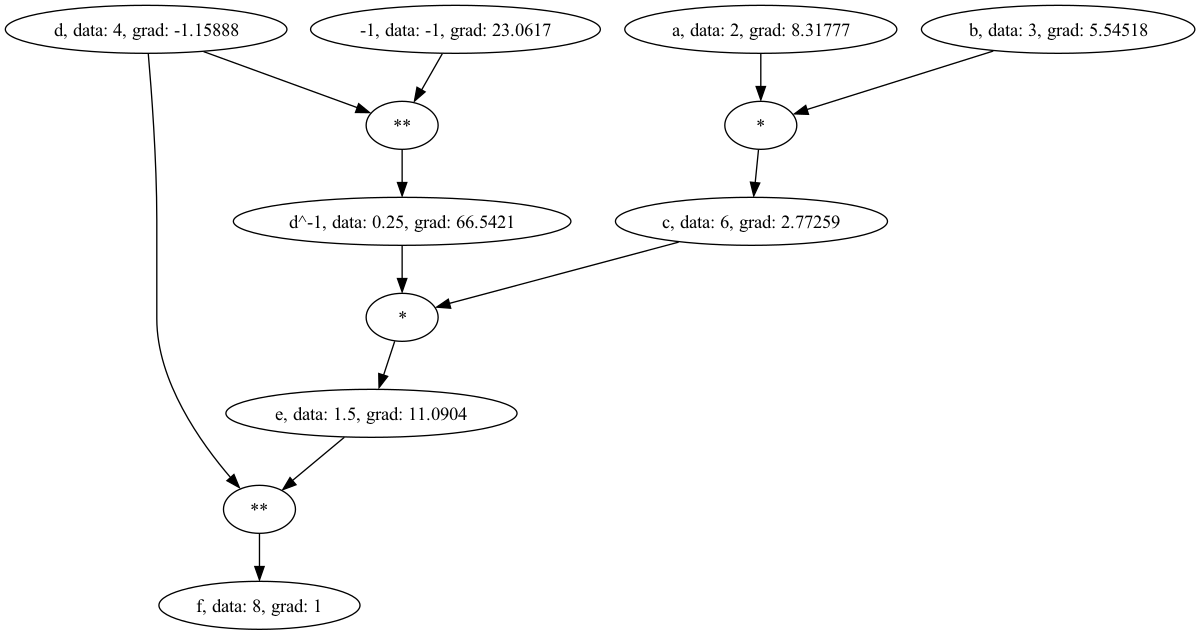 d, data: 4, grad: -1.15888
-1, data: -1, grad: 23.0617
a, data: 2, grad: 8.31777
b, data: 3, grad: 5.54518
**
*
d^-1, data: 0.25, grad: 66.5421
c, data: 6, grad: 2.77259
*
e, data: 1.5, grad: 11.0904
**
f, data: 8, grad: 1